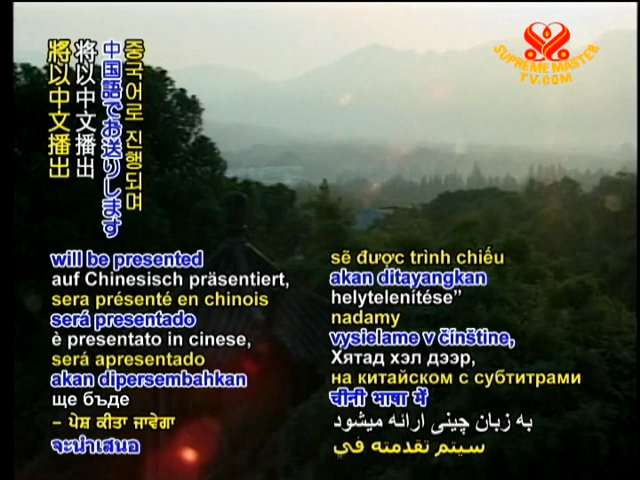 SUPREME MASTER
TV.COM
將以中文播出
将以中文播出
中国語でお送りします
중국어로 진행되며
will be presented
auf Chinesisch präsentiert,
sera présenté en chinois
será presentado
è presentato in cinese,
será apresentado
akan dipersembahkan
ще бъде
– ਪੇਸ਼ ਕੀਤਾ ਜਾਵੇਗਾ
จะนำเสนอ
sẽ được trình chiếu
akan ditayangkan
helytelenítése”
nadamy
vysielame v čínštine,
Хятад хэл дээр,
на китайском с субтитрами
चीनी भाषा में
به زبان چینی ارائه میشود
سيتم تقدمته في